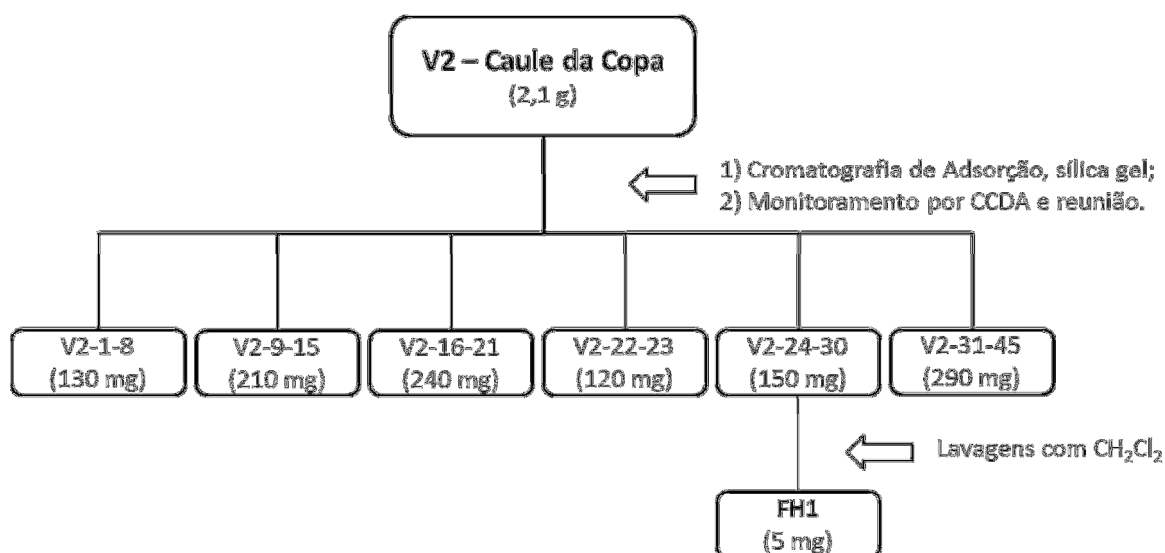 V2 – Caule da Copa
(2,1 g)
1) Cromatografia de Adsorção, sílica gel;
2) Monitoramento por CCDA e reunião.
V2-1-8
(130 mg)
V2-9-15
(210 mg)
V2-16-21
(240 mg)
V2-22-23
(120 mg)
V2-24-30
(150 mg)
V2-31-45
(290 mg)
Lavagens com CH₂Cl₂
FH1
(5 mg)